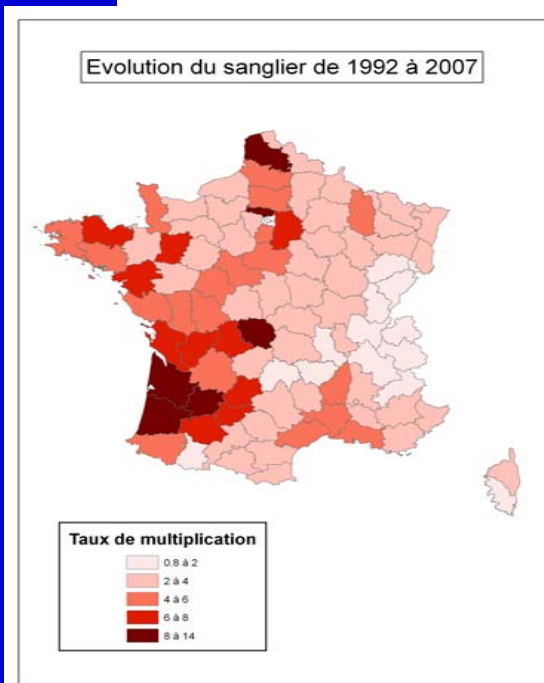 Evolution du sanglier de 1992 à 2007
Taux de multiplication
0.8 à 2
2 à 4
4 à 6
6 à 8
8 à 14